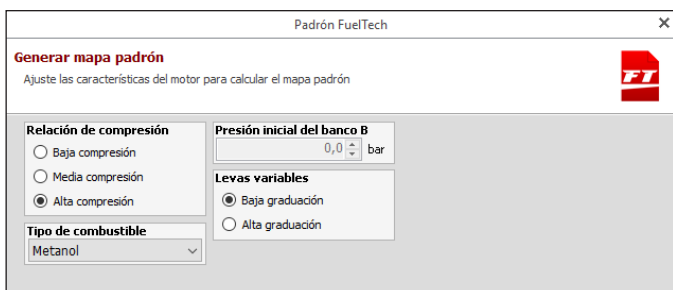 Padrón FuelTech
Generar mapa padrón
Ajuste las características del motor para calcular el mapa padrón
FT
Relación de compresión
Baja compresión
Media compresión
Alta compresión
Tipo de combustible
Metanol
Presión inicial del banco B
0,0 bar
Levas variables
Baja graduación
Alta graduación